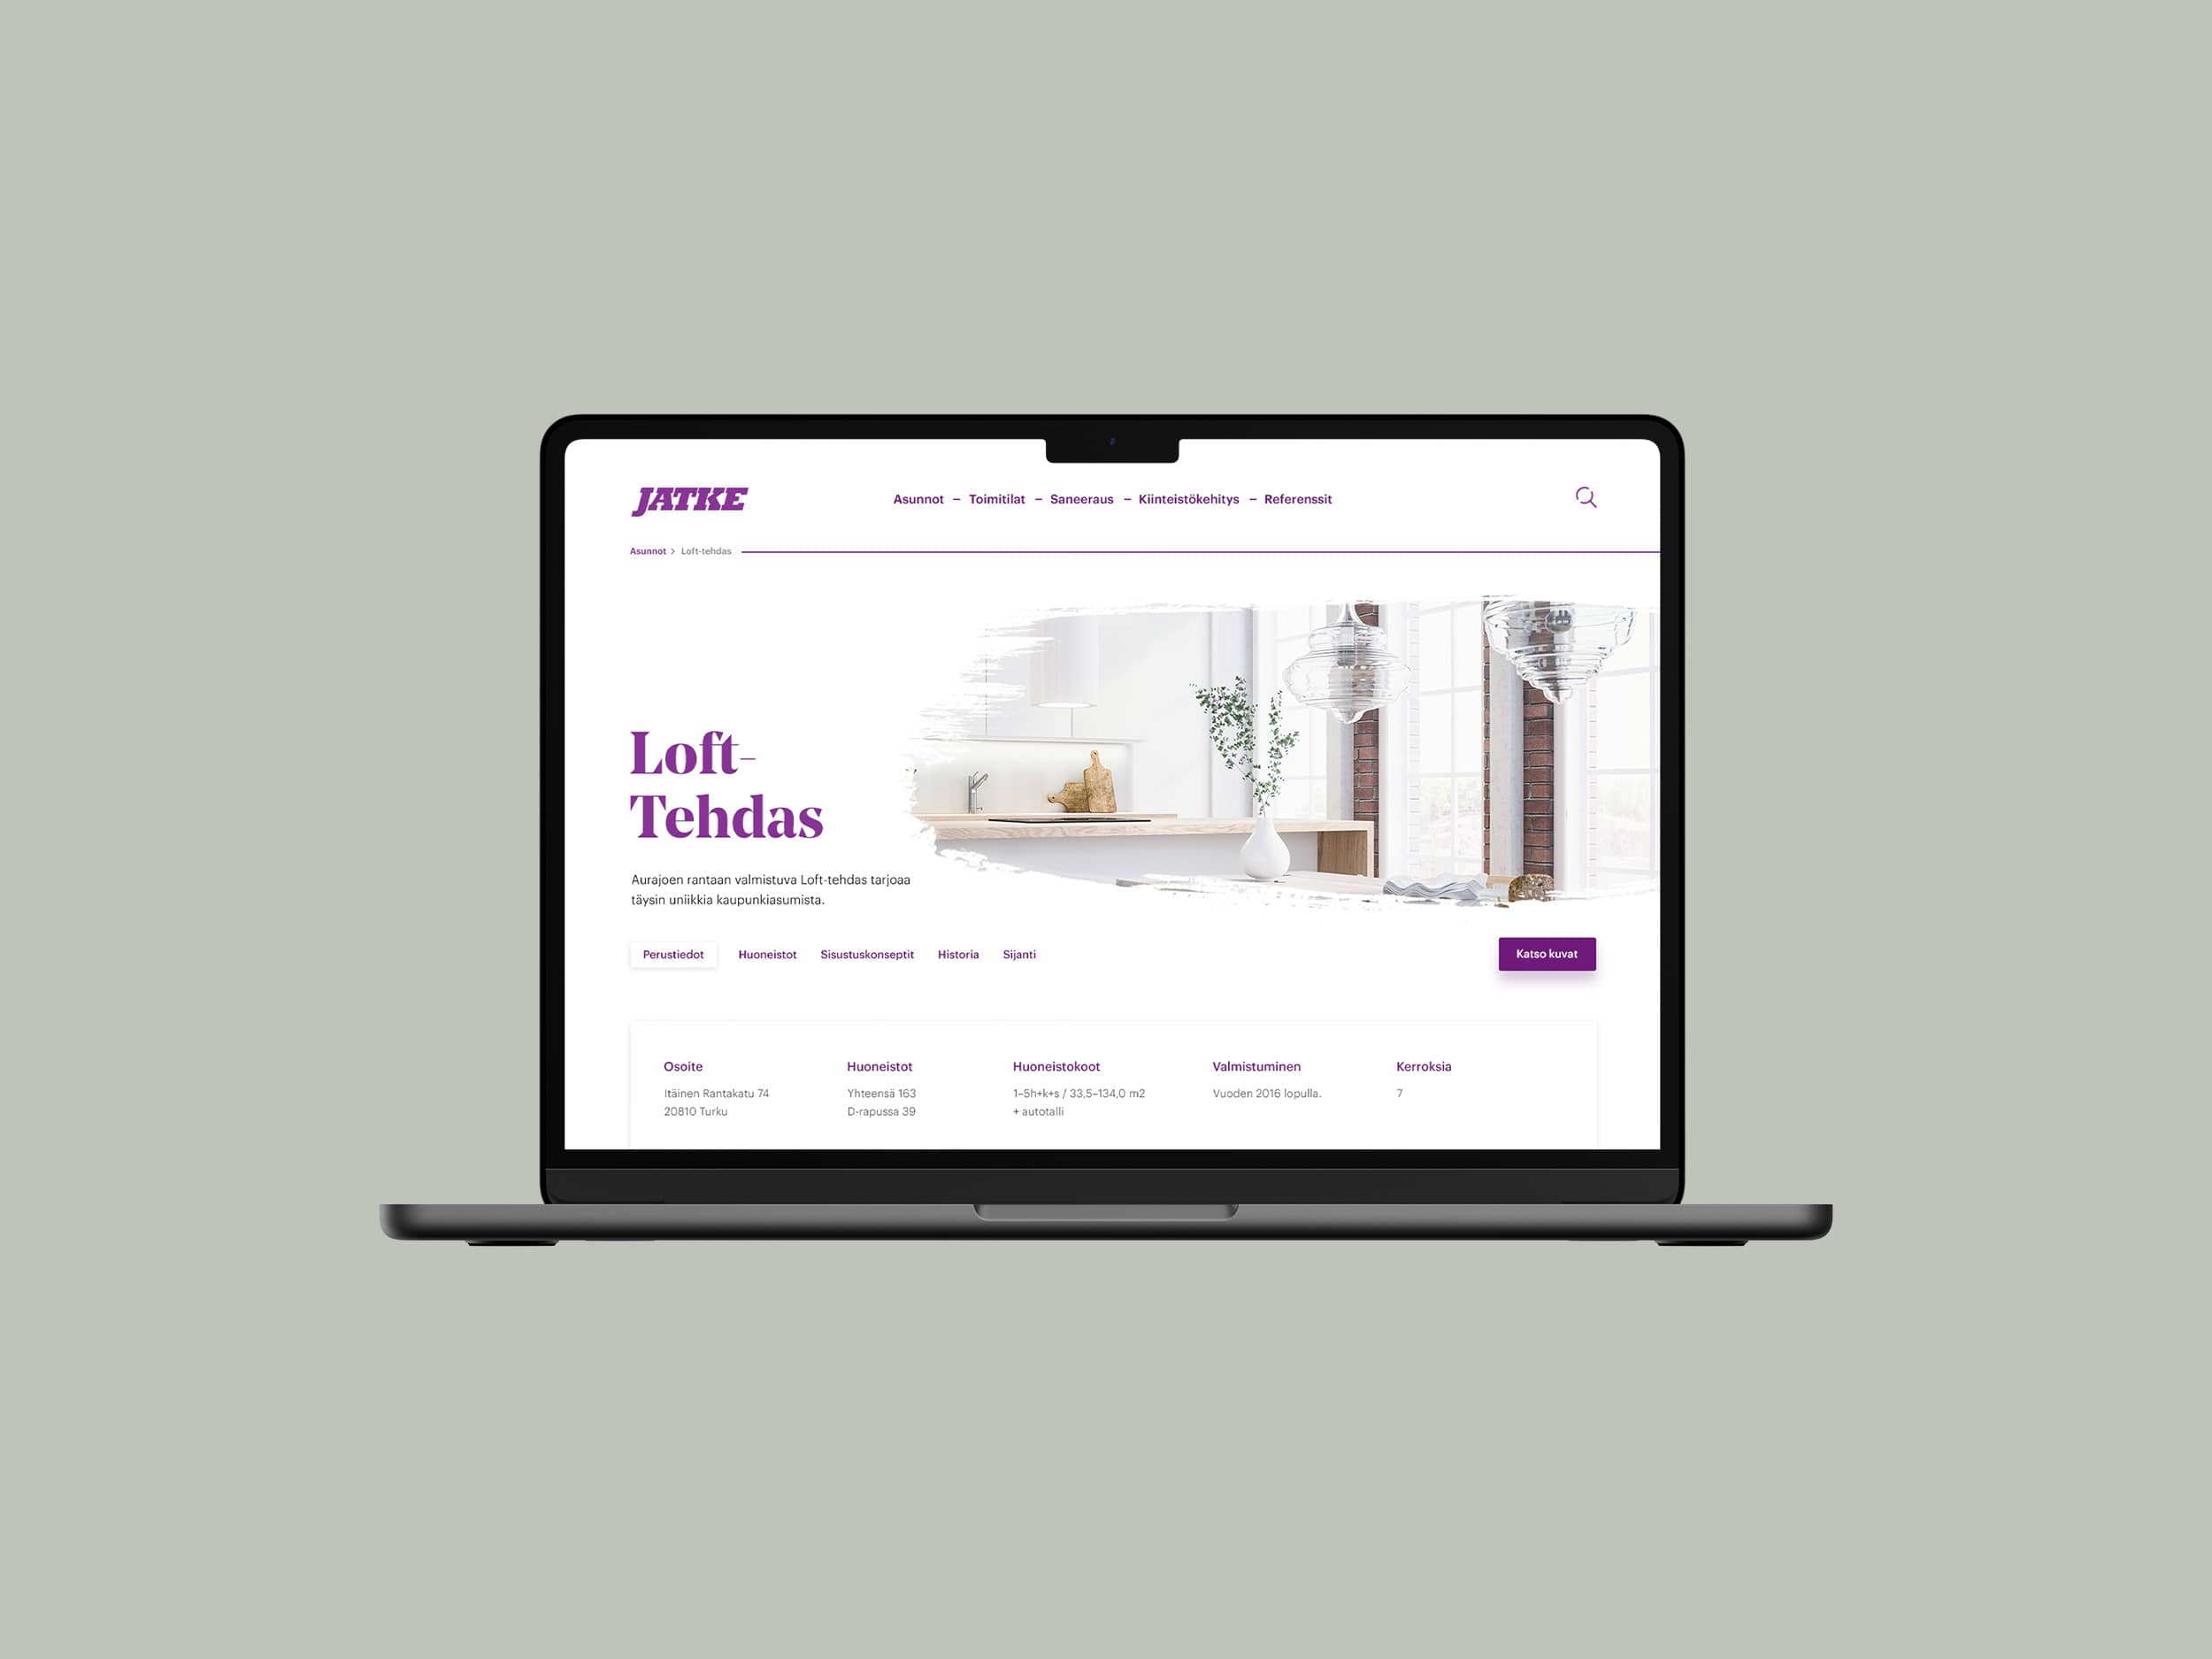 JATKE
Asunnot – Toimitilat – Saneeraus – Kiinteistökehitys – Referenssit
Asunnot > Loft-tehdas
Loft-
Tehdas
Aurajoen rantaan valmistuva Loft-tehdas tarjoaa
täysin uniikkia kaupunkiasumista.
Perustiedot Huoneistot Sisustuskonseptit Historia Sijanti
Katso kuvat
Osoite
Itäinen Rantakatu 74
20810 Turku
Huoneistot
Yhteensä 163
D-rapussa 39
Huoneistokoot
1–5h+k+s / 33,5–134,0 m2
+ autotalli
Valmistuminen
Vuoden 2016 lopulla.
Kerroksia
7